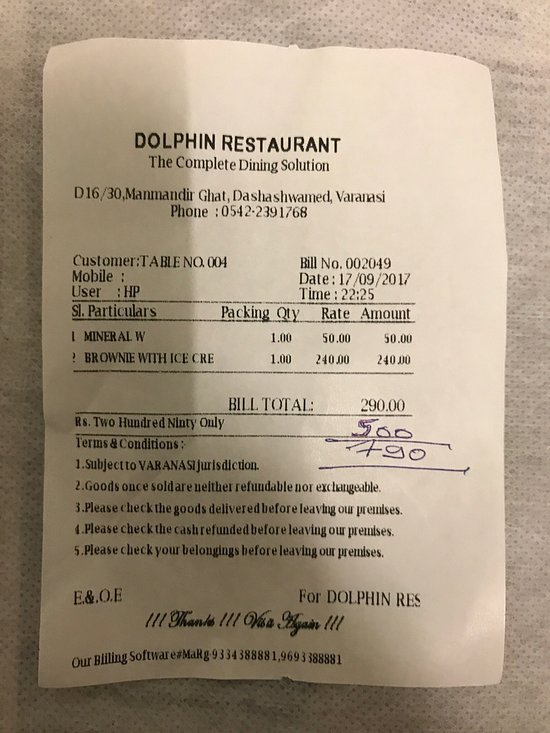 DOLPHIN RESTAURANT
The Complete Dining Solution
D16/30,Manmandir Ghat, Dashashwamed, Varanasi
Phone : 0542-2391768
Customer:TABLE NO. 004 Bill No. 002049
Mobile : Date : 17/09/2017
User : HP Time : 22:25
Sl. Particulars Packing Qty Rate Amount
1 MINERAL W 1.00 50.00 50.00
2 BROWNIE WITH ICE CRE 1.00 240.00 240.00
BILL TOTAL: 290.00
Rs. Two Hundred Ninty Only 500
Terms & Conditions : 790
1.Subject to VARANASI jurisdiction.
2.Goods once sold are neither refundable nor exchangeable.
3.Please check the goods delivered before leaving our premises.
4.Please check the cash refunded before leaving our premises.
5.Please check your belongings before leaving our premises.
E.&.O.E For DOLPHIN RES
!!! Thanks !!! Visit Again !!!
Our Billing Software#MaRg-9334388881,9693388881